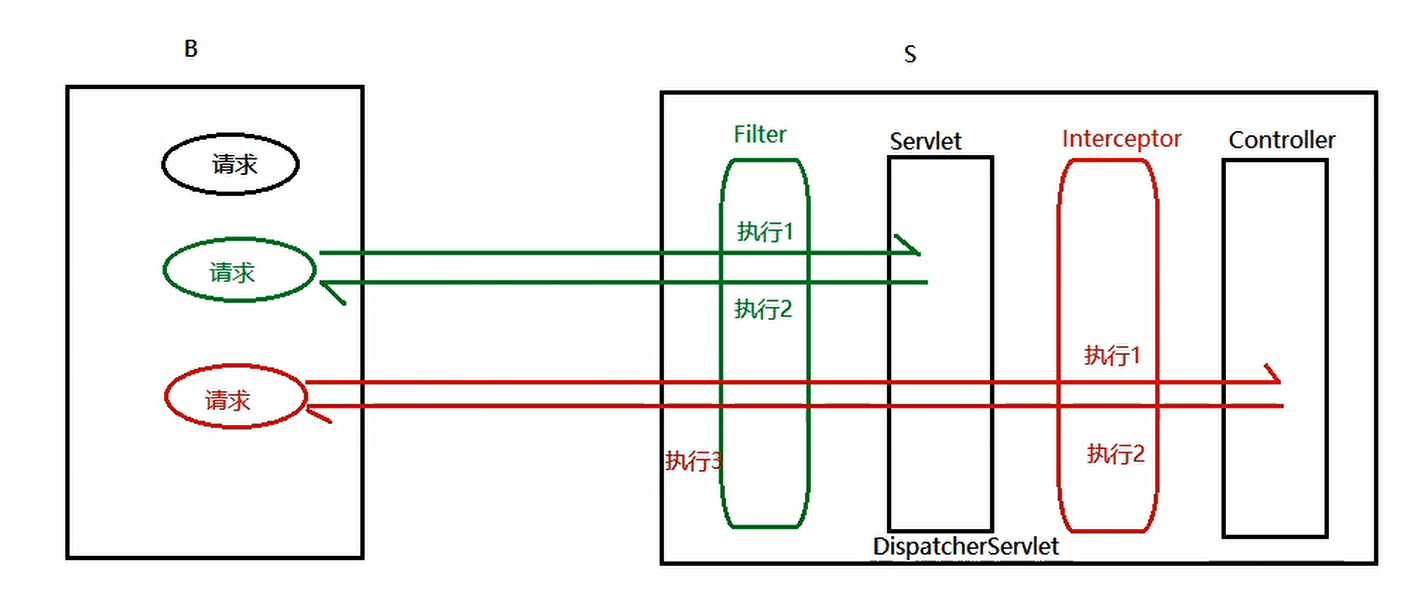 B
S
请求
Filter
Servlet
Interceptor
Controller
执行1
请求
执行2
执行1
请求
执行3
执行2
DispatcherServlet